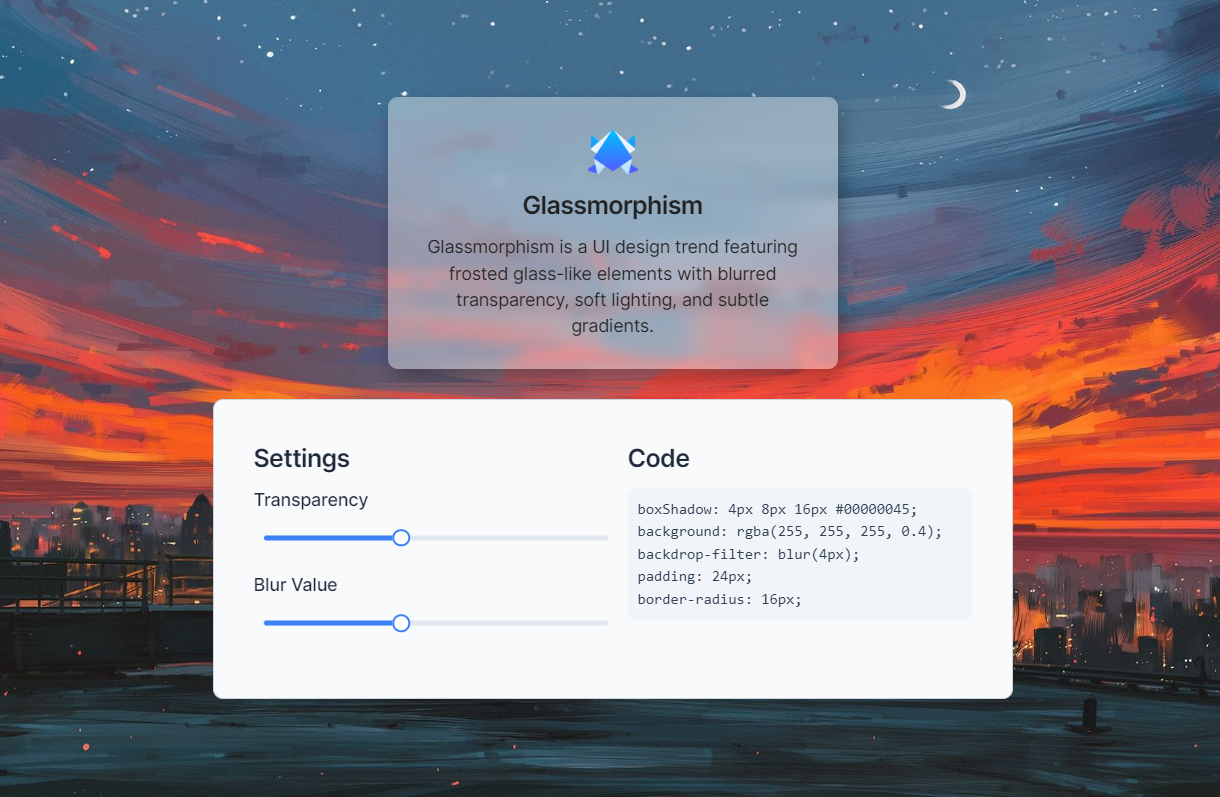 Glassmorphism
Glassmorphism is a UI design trend featuring
frosted glass-like elements with blurred
transparency, soft lighting, and subtle
gradients.
Settings
Transparency
Blur Value
Code
boxShadow: 4px 8px 16px #00000045;
background: rgba(255, 255, 255, 0.4);
backdrop-filter: blur(4px);
padding: 24px;
border-radius: 16px;